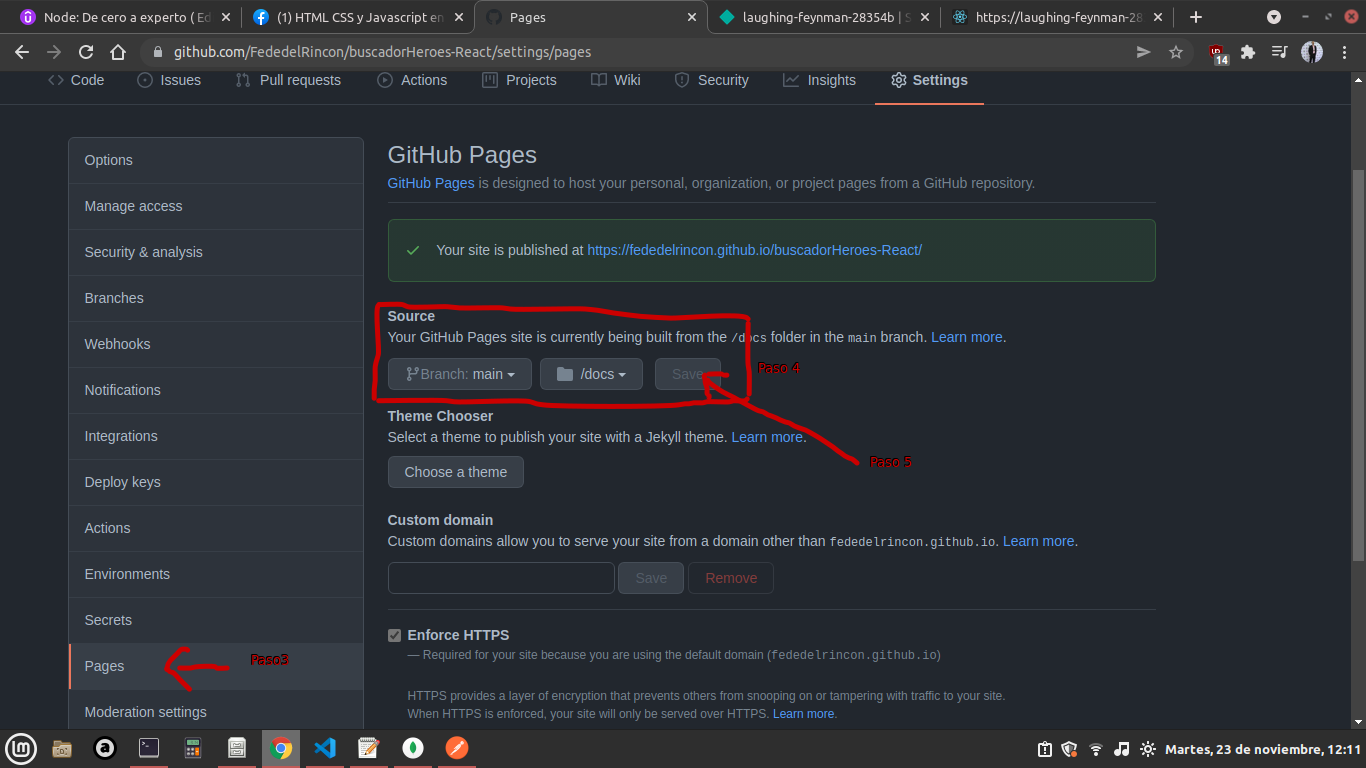 Node: De cero a experto ( Ed
(1) HTML CSS y Javascript en
Pages
laughing-feynman-28354b | S
https://laughing-feynman-28
github.com/FededelRincon/buscadorHeroes-React/settings/pages
14
Code
Issues
Pull requests
Actions
Projects
Wiki
Security
Insights
Settings
Options
Manage access
Security & analysis
Branches
Webhooks
Notifications
Integrations
Deploy keys
Actions
Environments
Secrets
Pages
Paso3
Moderation settings
GitHub Pages
GitHub Pages is designed to host your personal, organization, or project pages from a GitHub repository.
Your site is published at https://fededelrincon.github.io/buscadorHeroes-React/
Source
Your GitHub Pages site is currently being built from the /docs folder in the main branch. Learn more.
Branch: main
/docs
Save
Paso 4
Theme Chooser
Select a theme to publish your site with a Jekyll theme. Learn more.
Paso 5
Choose a theme
Custom domain
Custom domains allow you to serve your site from a domain other than fededelrincon.github.io. Learn more.
Save
Remove
Enforce HTTPS
— Required for your site because you are using the default domain (fededelrincon.github.io)
HTTPS provides a layer of encryption that prevents others from snooping on or tampering with traffic to your site.
When HTTPS is enforced, your site will only be served over HTTPS. Learn more.
Martes, 23 de noviembre, 12:11